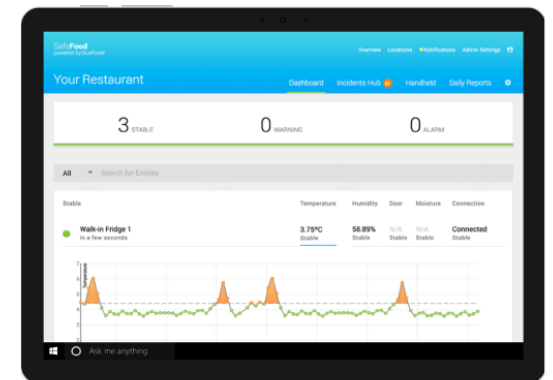 SafeFood
powered by blueRover
Overview Locations Notifications Admin Settings
Your Restaurant
Dashboard Incidents Hub Handheld Daily Reports
3 STABLE 0 WARNING 0 ALARM
All Search for Entities
Stable Temperature Humidity Door Moisture Connection
Walk-in Fridge 1 3.75ºC 58.89% N/A N/A Connected
in a few seconds Stable Stable Stable Stable Stable
Temperature
7
6
5
4
3
2
Ask me anything